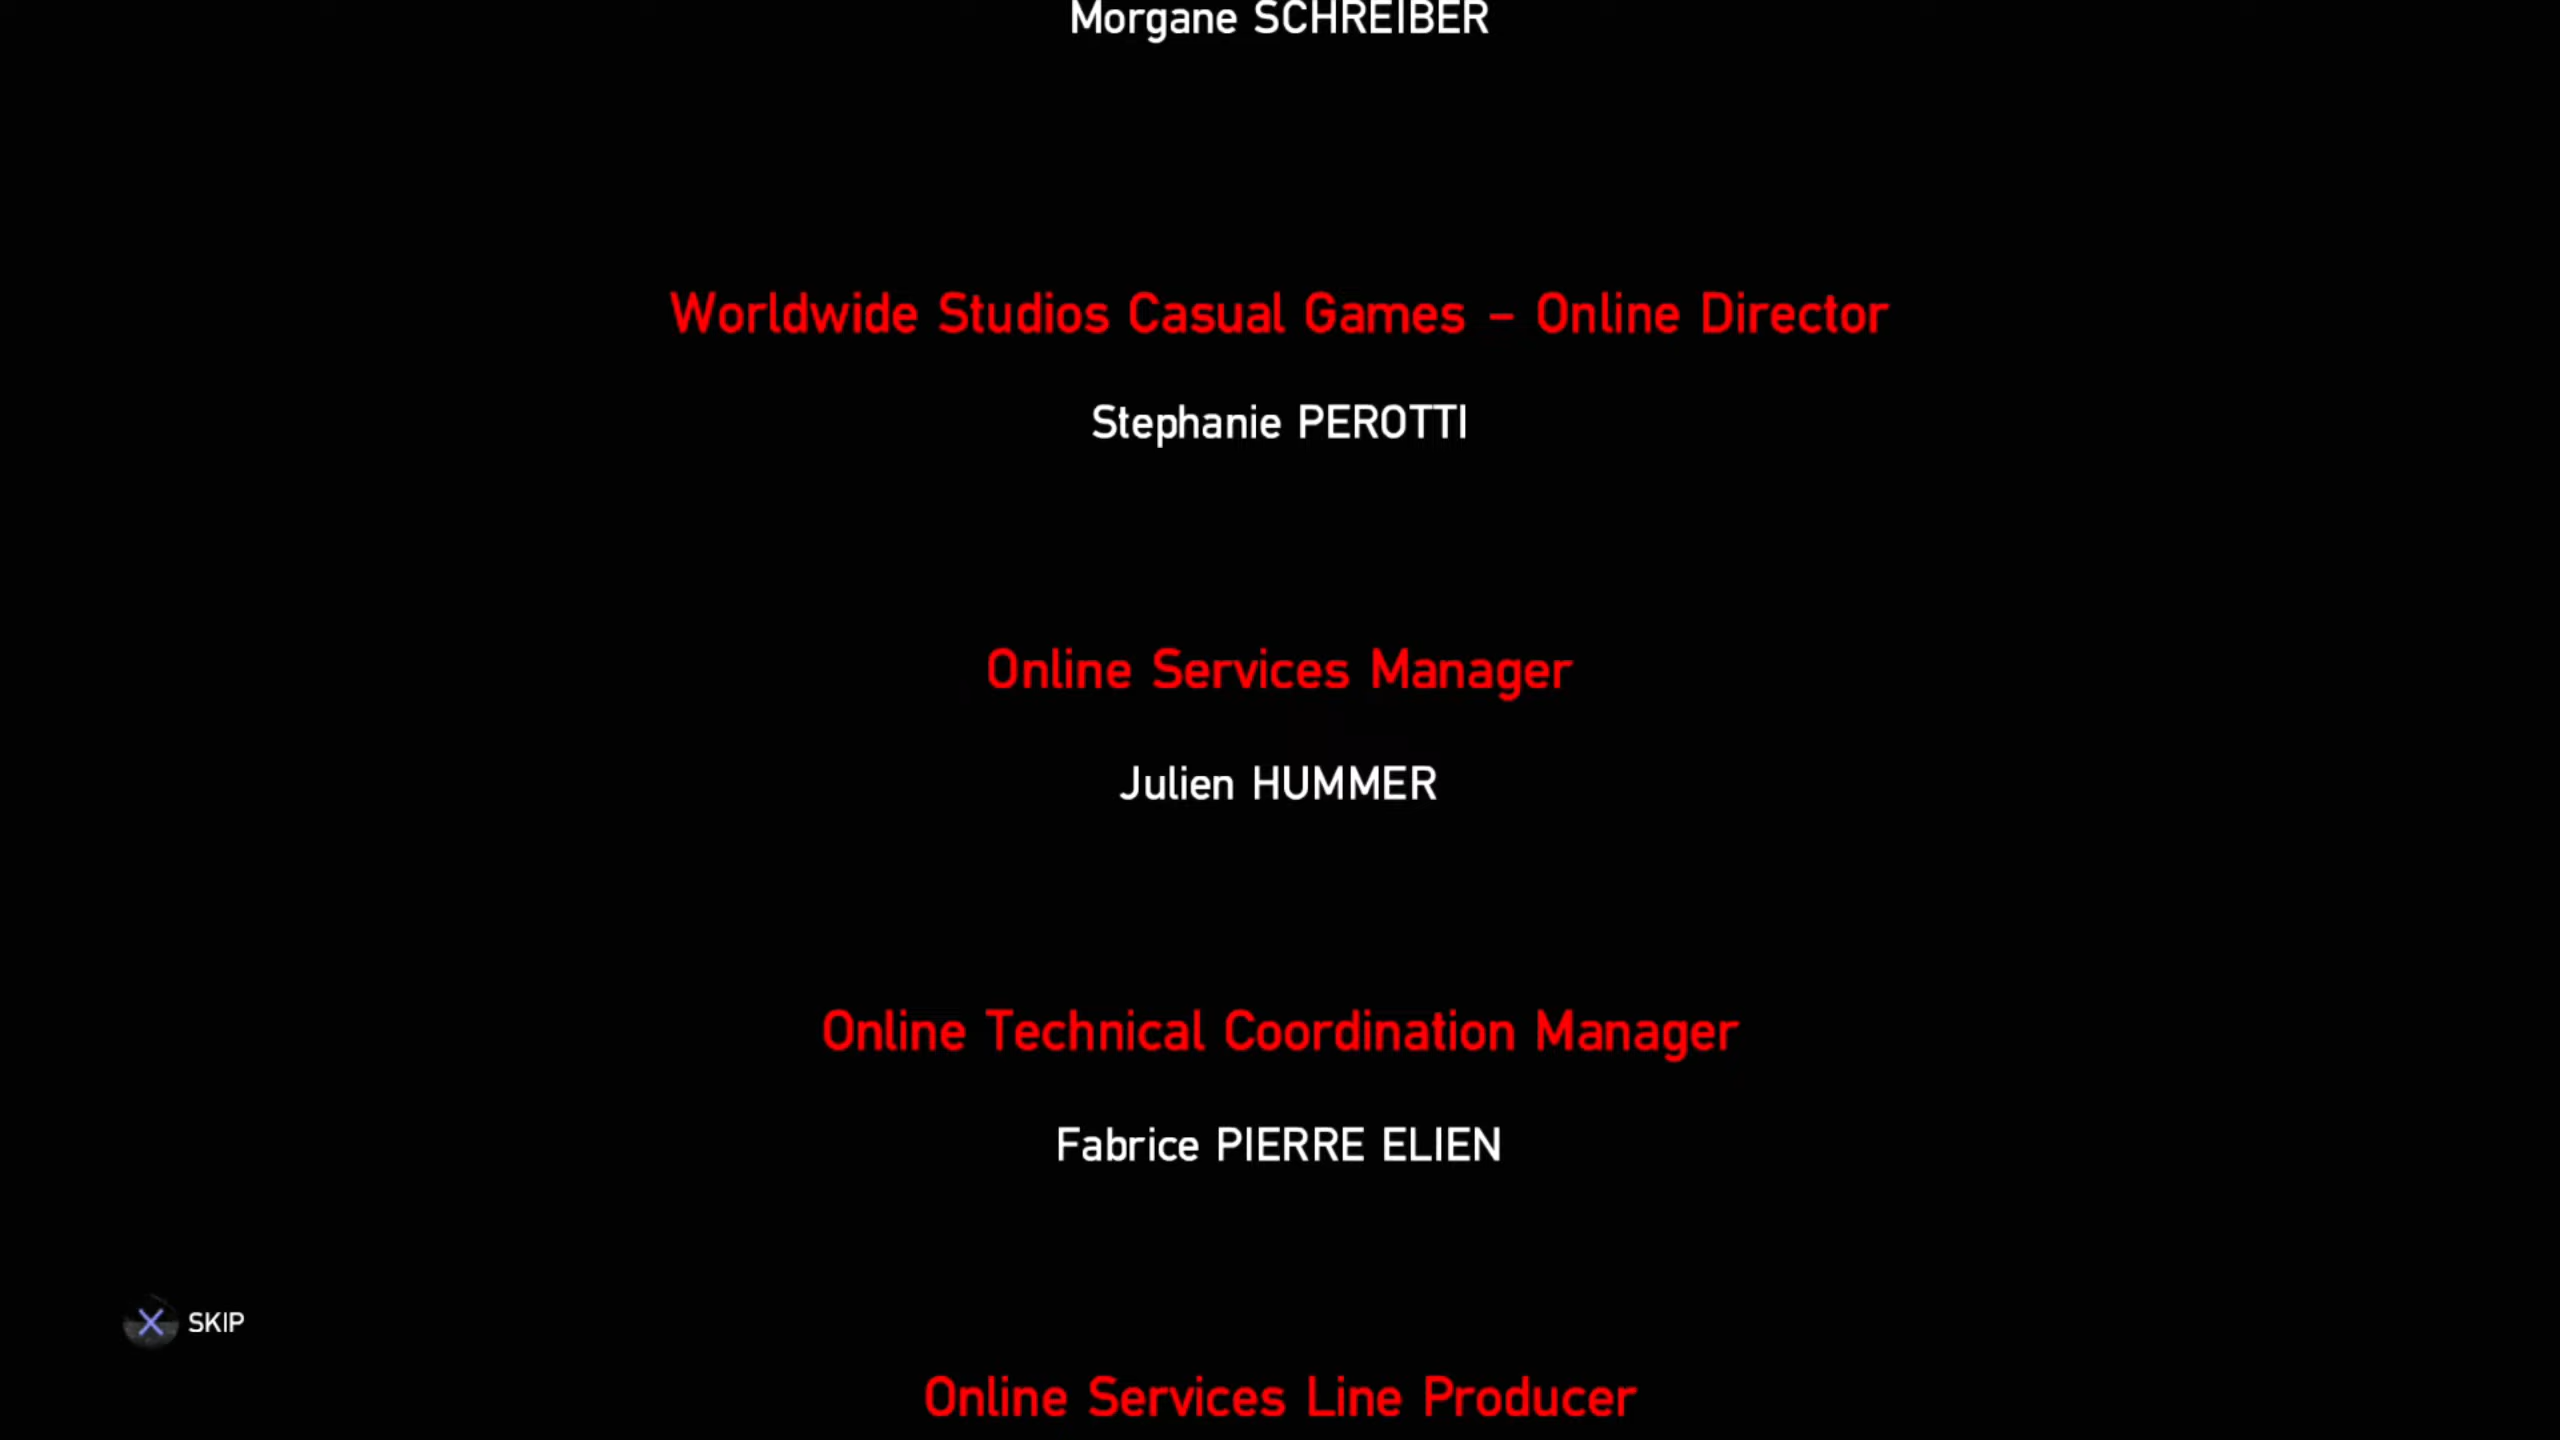 Morgane SCHREIBER
Worldwide Studios Casual Games – Online Director
Stephanie PEROTTI
Online Services Manager
Julien HUMMER
Online Technical Coordination Manager
Fabrice PIERRE ELIEN
SKIP
Online Services Line Producer